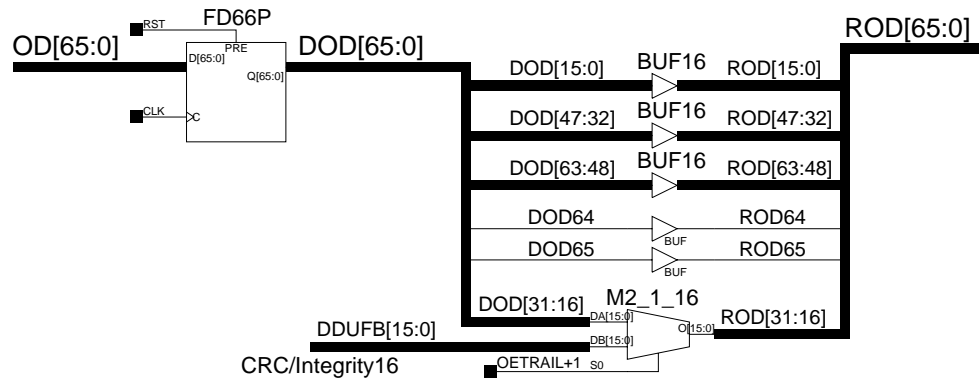 FD66P
RST
OD[65:0]
DOD[65:0]
ROD[65:0]
PRE
D[65:0]
Q[65:0]
CLK
C
DOD[15:0]
BUF16
ROD[15:0]
DOD[47:32]
BUF16
ROD[47:32]
DOD[63:48]
BUF16
ROD[63:48]
DOD64
BUF
ROD64
DOD65
BUF
ROD65
M2_1_16
DOD[31:16]
DA[15:0]
O[15:0]
ROD[31:16]
DDUFB[15:0]
DB[15:0]
CRC/Integrity16
OETRAIL+1
S0